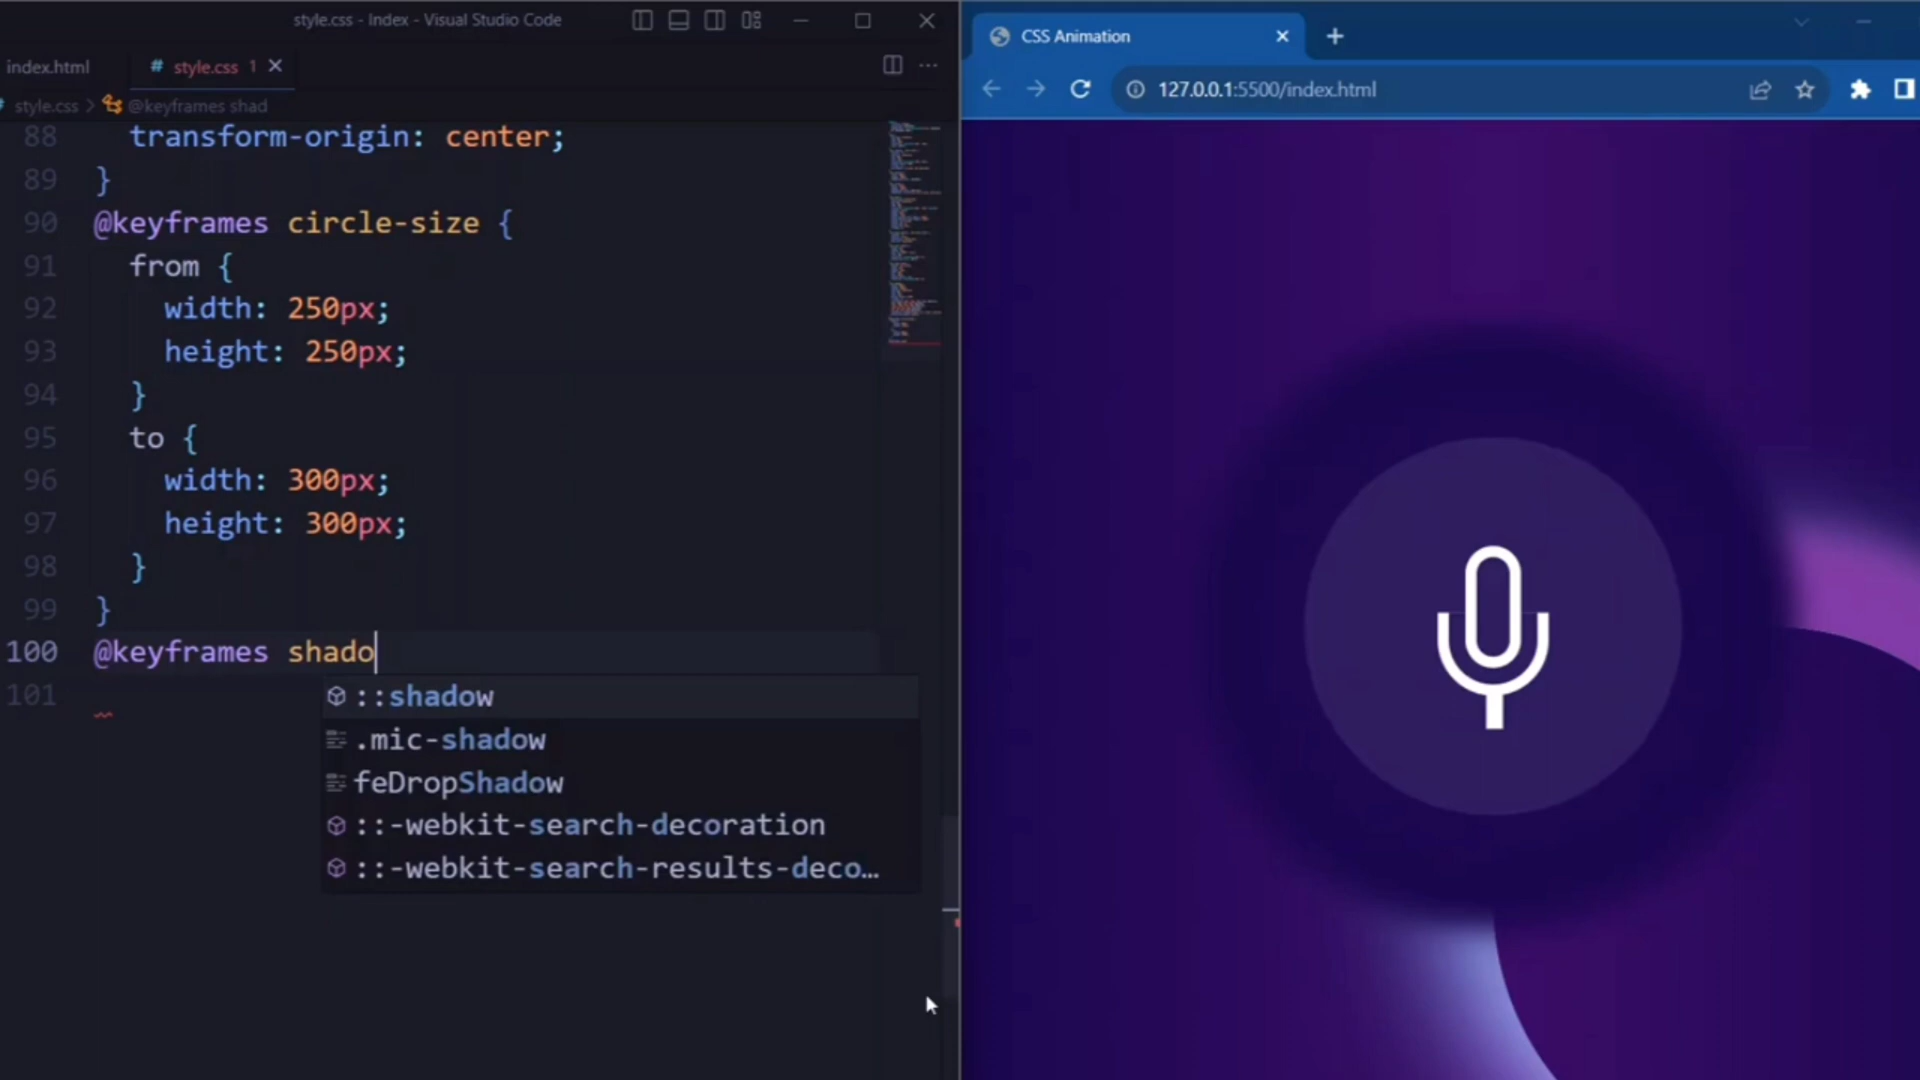 style.css - Index - Visual Studio Code
index.html
# style.css 1
style.css > @keyframes shad
88 transform-origin: center;
89 }
90 @keyframes circle-size {
91 from {
92 width: 250px;
93 height: 250px;
94 }
95 to {
96 width: 300px;
97 height: 300px;
98 }
99 }
100 @keyframes shado
101
::shadow
.mic-shadow
feDropShadow
::-webkit-search-decoration
::-webkit-search-results-deco…
CSS Animation
127.0.0.1:5500/index.html